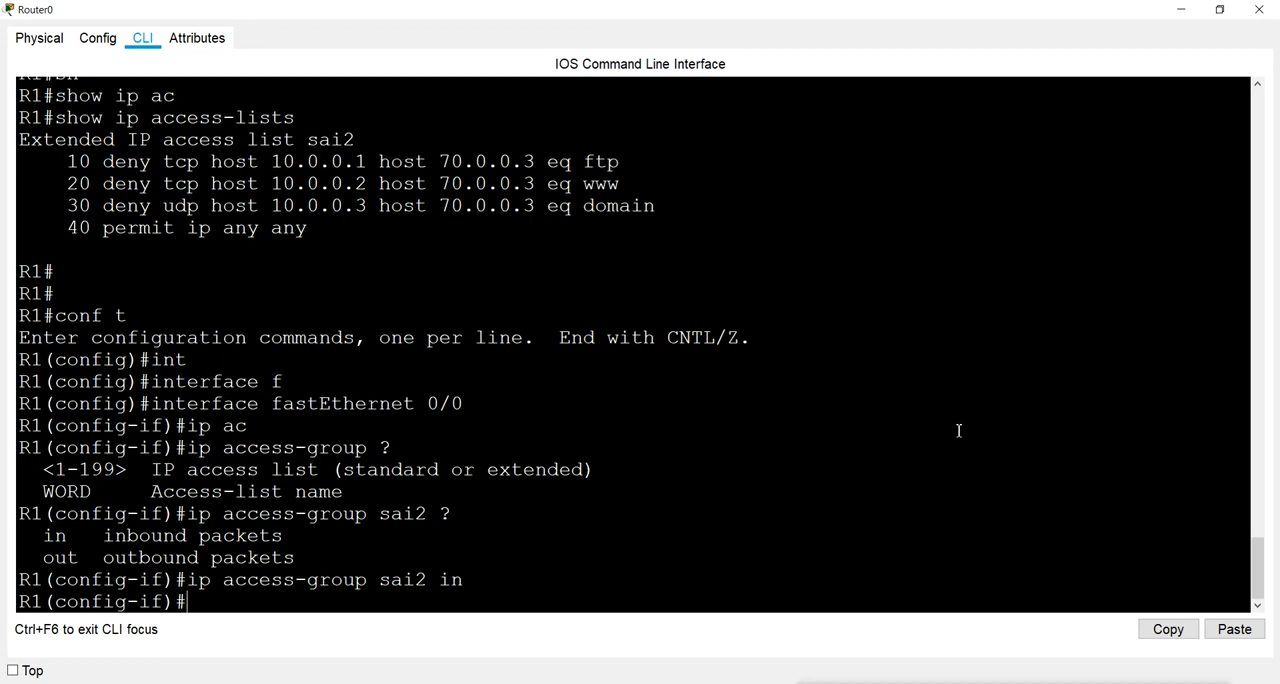 Router0
Physical Config CLI Attributes
IOS Command Line Interface
R1#show ip ac
R1#show ip access-lists
Extended IP access list sai2
10 deny tcp host 10.0.0.1 host 70.0.0.3 eq ftp
20 deny tcp host 10.0.0.2 host 70.0.0.3 eq www
30 deny udp host 10.0.0.3 host 70.0.0.3 eq domain
40 permit ip any any
R1#
R1#
R1#conf t
Enter configuration commands, one per line. End with CNTL/Z.
R1(config)#int
R1(config)#interface f
R1(config)#interface fastEthernet 0/0
R1(config-if)#ip ac
R1(config-if)#ip access-group ?
<1-199> IP access list (standard or extended)
WORD Access-list name
R1(config-if)#ip access-group sai2 ?
in inbound packets
out outbound packets
R1(config-if)#ip access-group sai2 in
R1(config-if)#
Ctrl+F6 to exit CLI focus
Copy Paste
Top